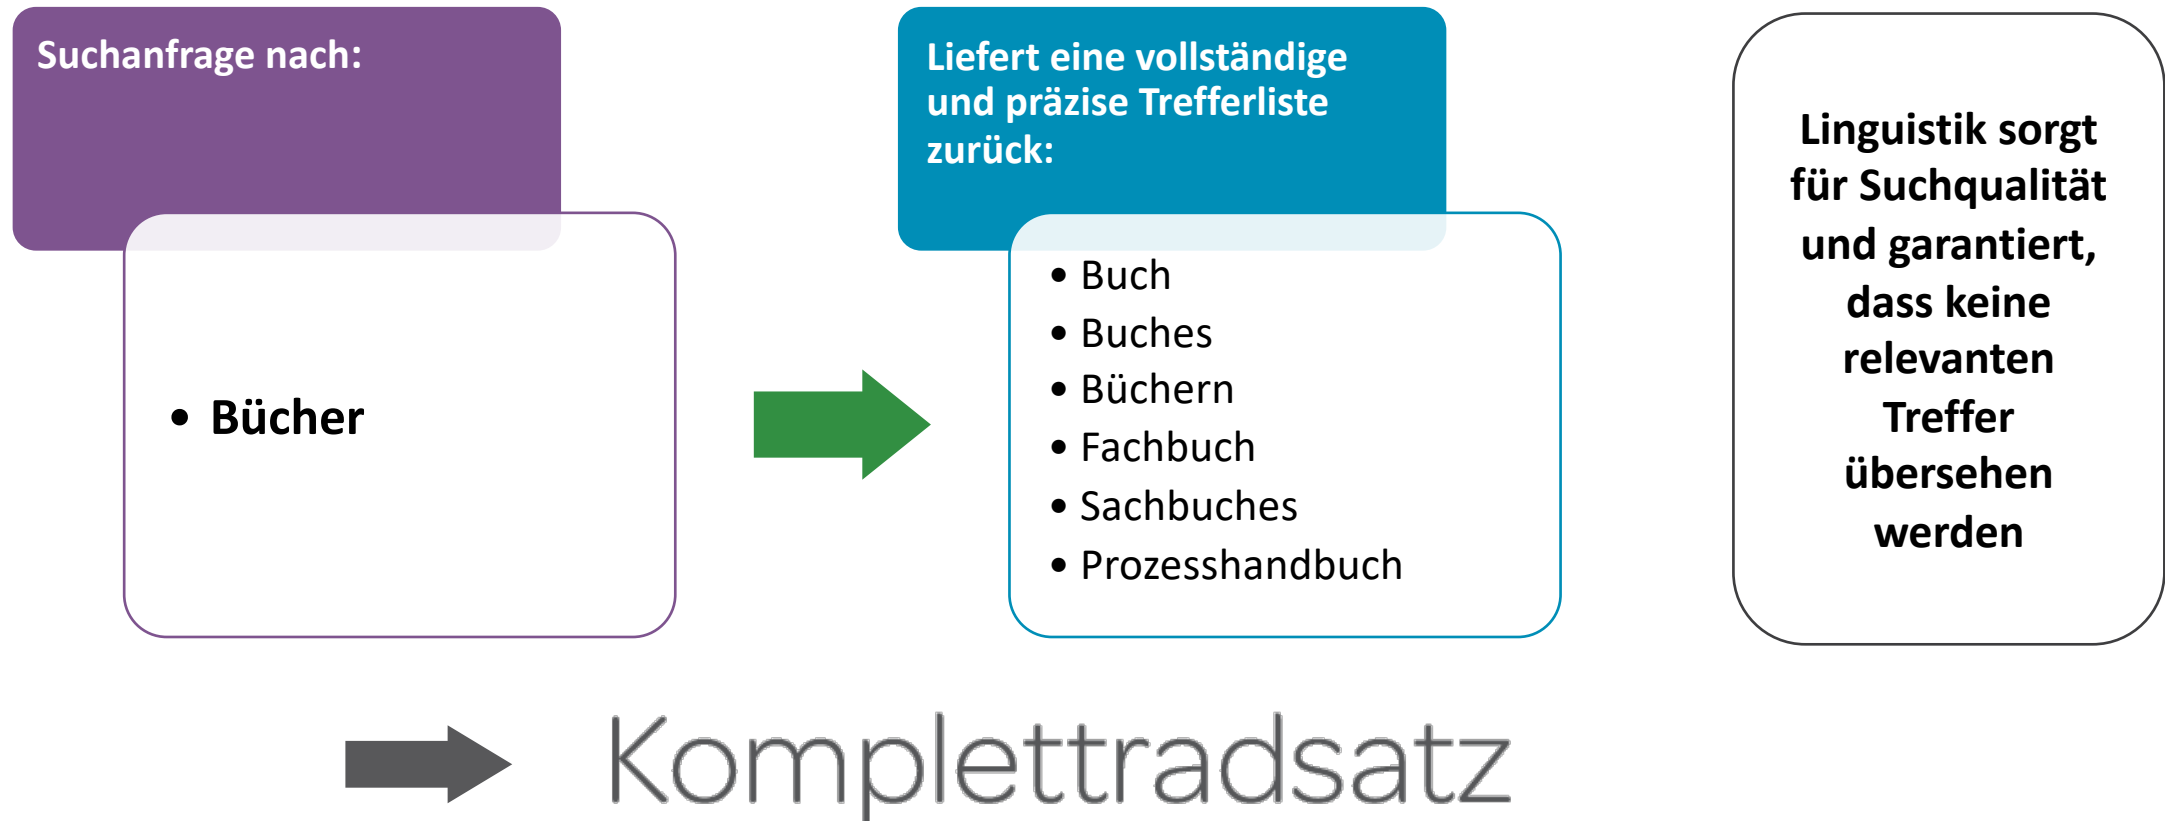 Suchanfrage nach:
• Bücher
Liefert eine vollständige
und präzise Trefferliste
zurück:
• Buch
• Buches
• Büchern
• Fachbuch
• Sachbuches
• Prozesshandbuch
Linguistik sorgt
für Suchqualität
und garantiert,
dass keine
relevanten
Treffer
übersehen
werden
Komplettradsatz